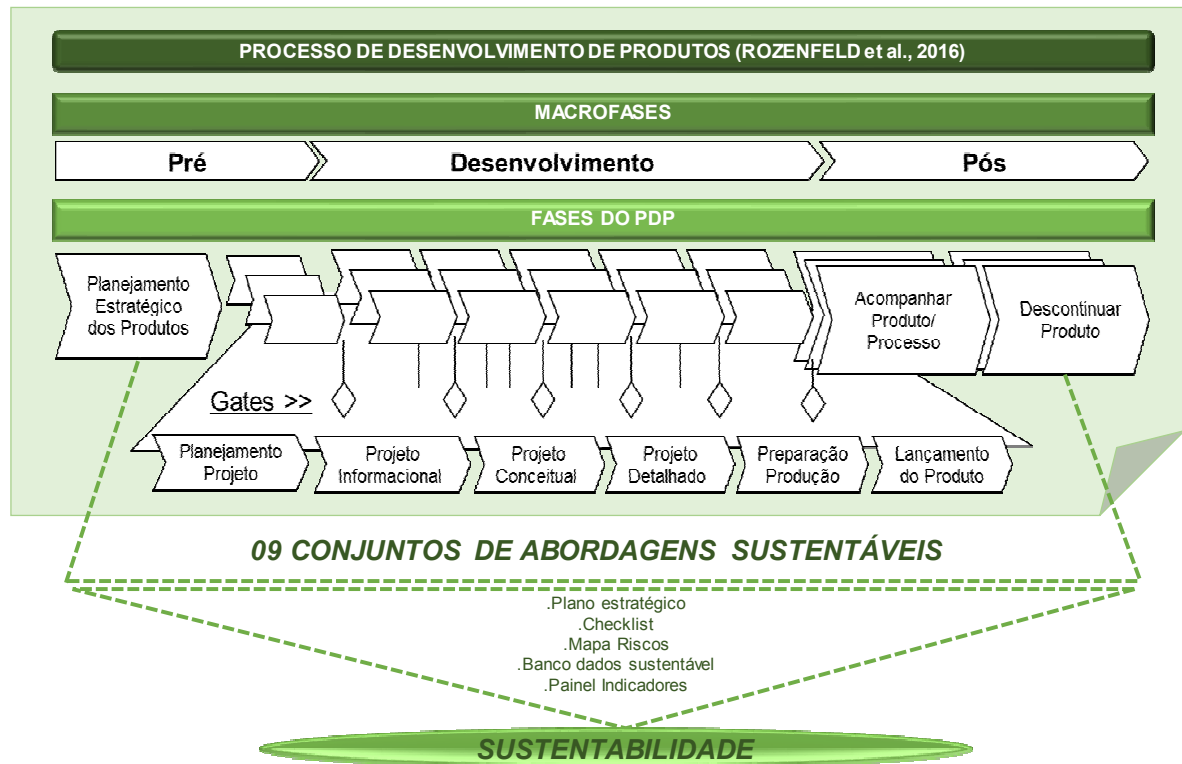 PROCESSO DE DESENVOLVIMENTO DE PRODUTOS (ROZENFELD et al., 2016)
MACROFASES
Pré
Desenvolvimento
Pós
FASES DO PDP
Planejamento
Estratégico
dos Produtos
Acompanhar
Produto/
Processo
Descontinuar
Produto
Gates >>
Planejamento
Projeto
Projeto
Informacional
Projeto
Conceitual
Projeto
Detalhado
Preparação
Produção
Lançamento
do Produto
09 CONJUNTOS DE ABORDAGENS SUSTENTÁVEIS
.Plano estratégico
.Checklist
.Mapa Riscos
.Banco dados sustentável
.Painel Indicadores
SUSTENTABILIDADE